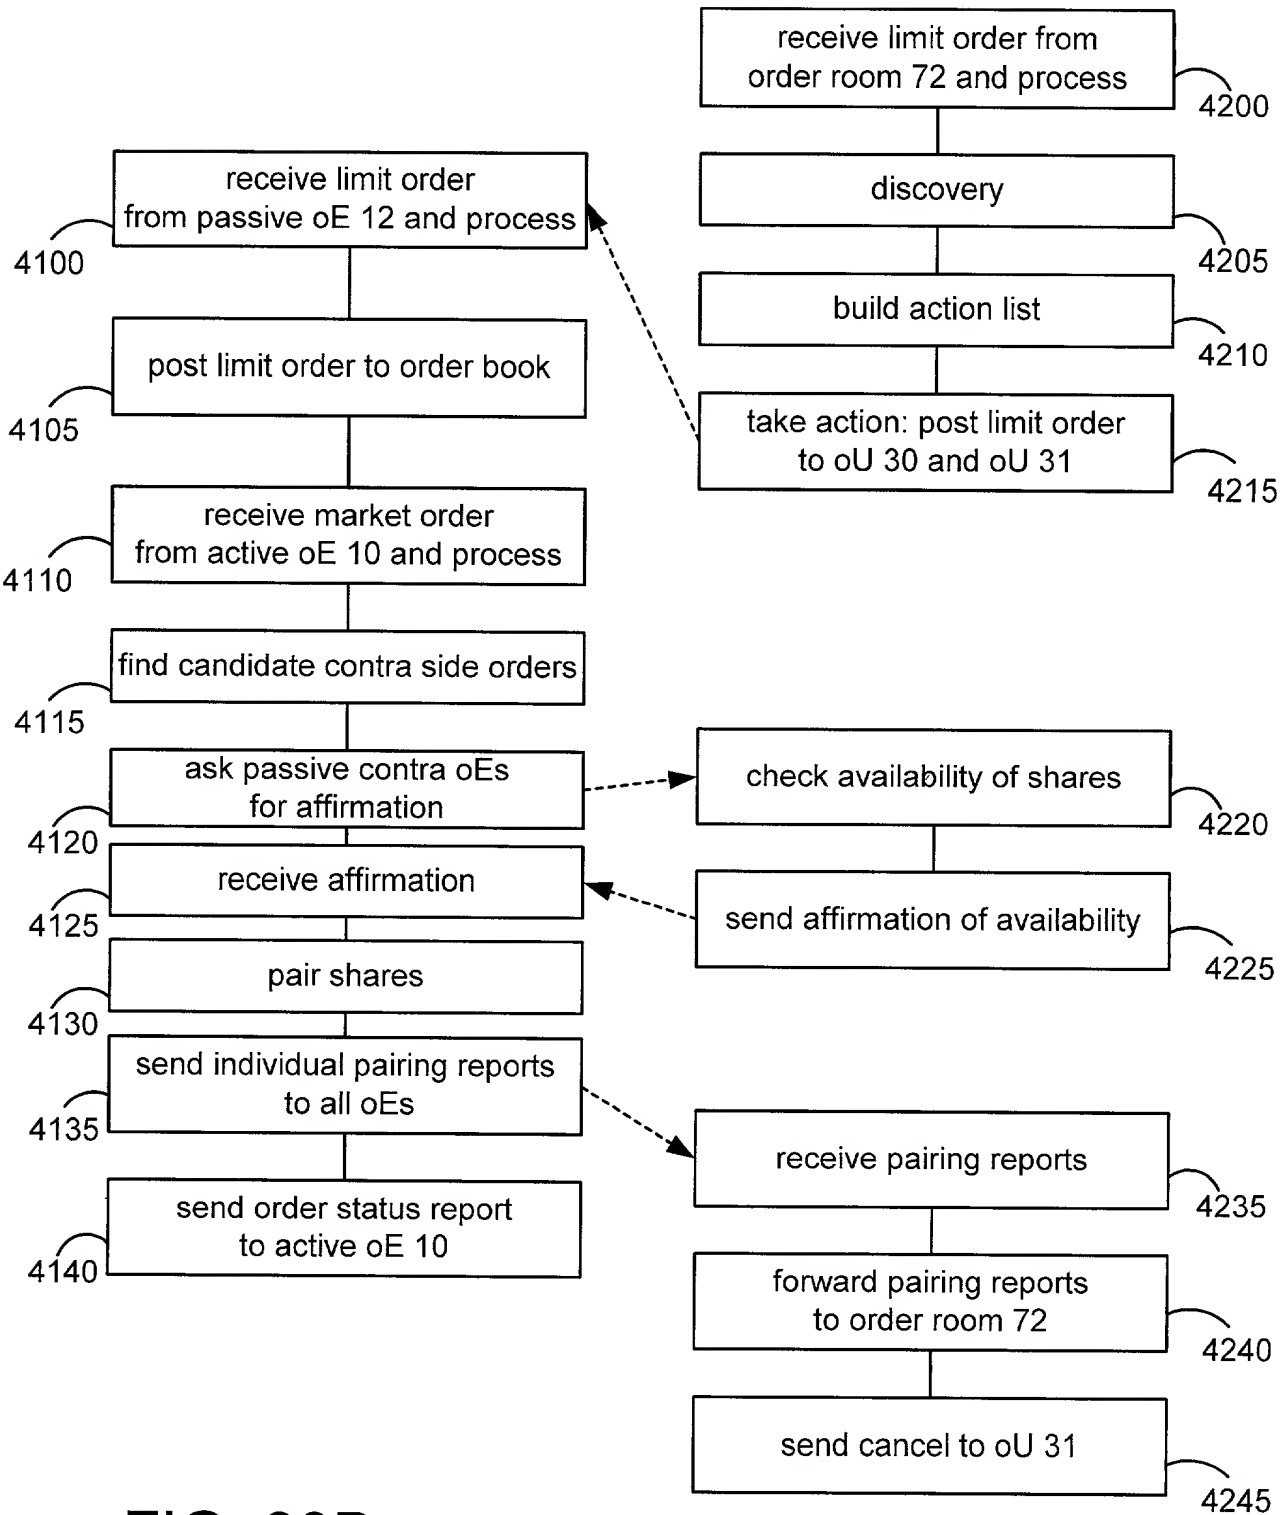 receive limit order from
order room 72 and process
4200
discovery
4205
build action list
4210
take action: post limit order
to oU 30 and oU 31
4215
receive limit order
from passive oE 12 and process
4100
post limit order to order book
4105
receive market order
from active oE 10 and process
4110
find candidate contra side orders
4115
ask passive contra oEs
for affirmation
4120
check availability of shares
4220
receive affirmation
4125
send affirmation of availability
4225
pair shares
4130
send individual pairing reports
to all oEs
4135
receive pairing reports
4235
send order status report
to active oE 10
4140
forward pairing reports
to order room 72
4240
send cancel to oU 31
4245